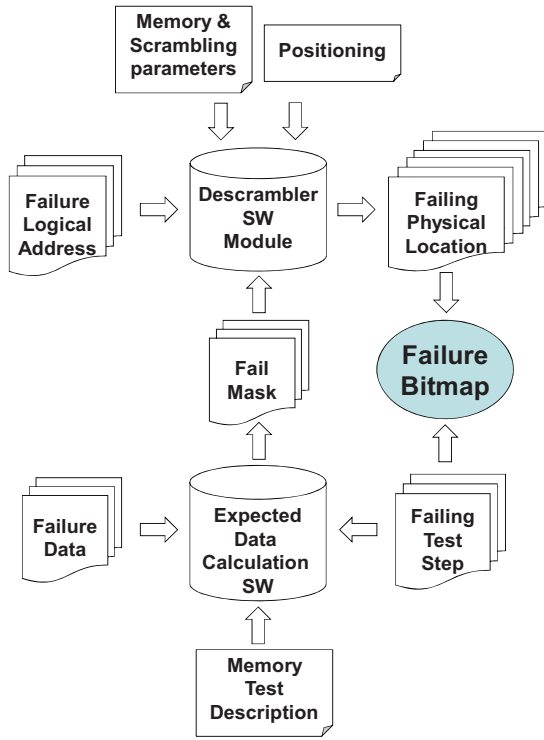 Memory &
Scrambling
parameters
Positioning
Failure
Logical
Address
Descrambler
SW
Module
Failing
Physical
Location
Fail
Mask
Failure
Bitmap
Failure
Data
Expected
Data
Calculation
SW
Failing
Test
Step
Memory
Test
Description